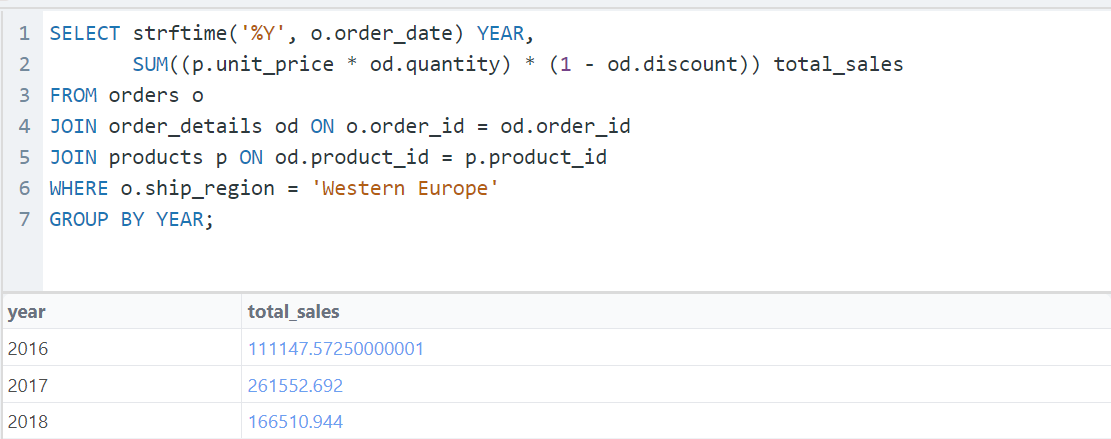 1 SELECT strftime('%Y', o.order_date) YEAR,
2 SUM((p.unit_price * od.quantity) * (1 - od.discount)) total_sales
3 FROM orders o
4 JOIN order_details od ON o.order_id = od.order_id
5 JOIN products p ON od.product_id = p.product_id
6 WHERE o.ship_region = 'Western Europe'
7 GROUP BY YEAR;
year total_sales
2016 111147.57250000001
2017 261552.692
2018 166510.944